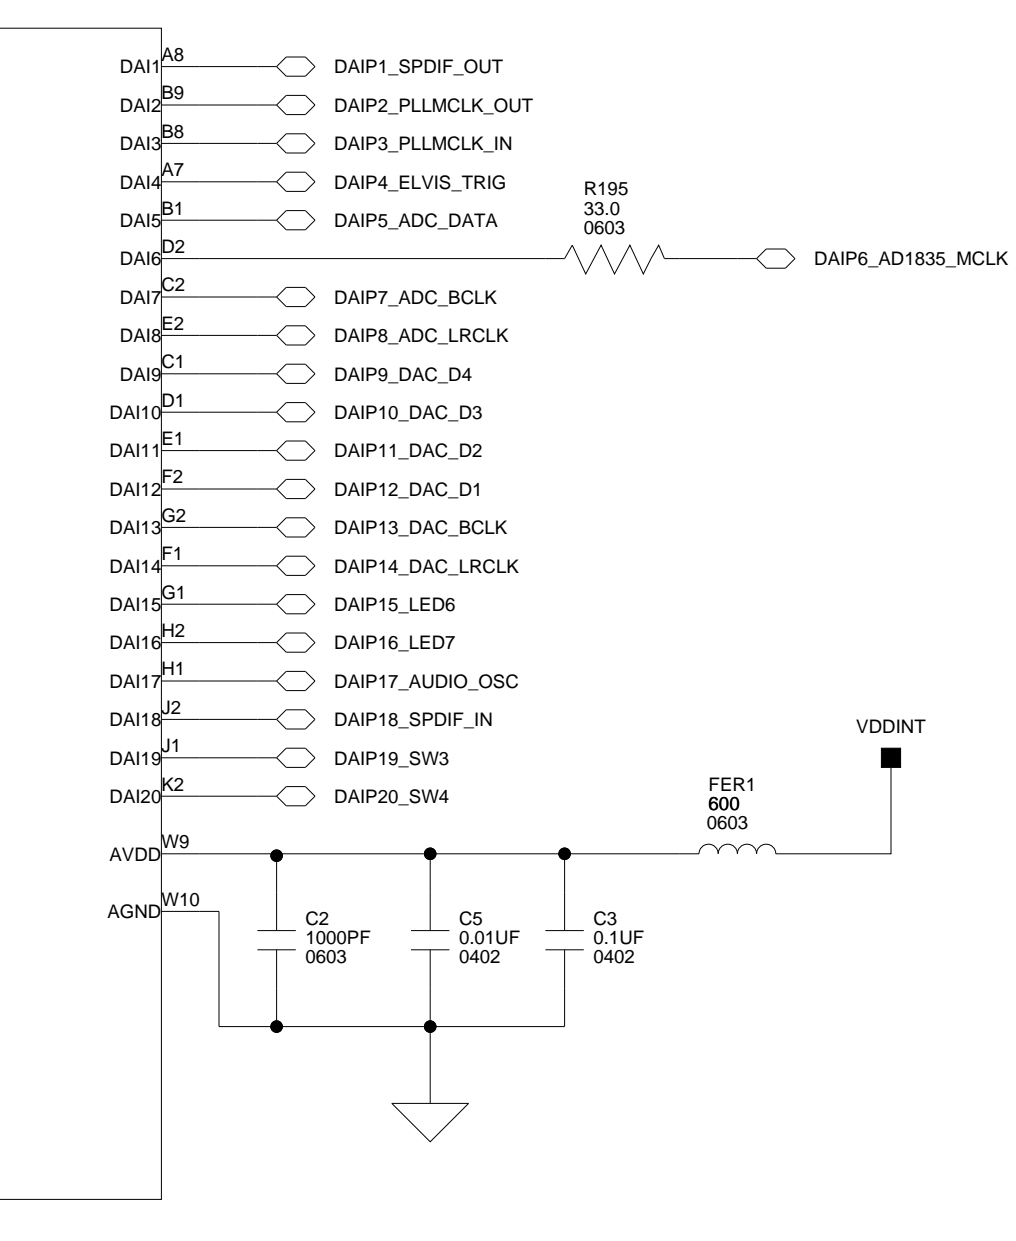 DAI1 A8 DAIP1_SPDIF_OUT
DAI2 B9 DAIP2_PLLMCLK_OUT
DAI3 B8 DAIP3_PLLMCLK_IN
DAI4 A7 DAIP4_ELVIS_TRIG
DAI5 B1 DAIP5_ADC_DATA
R195
33.0
0603
DAI6 D2 DAIP6_AD1835_MCLK
DAI7 C2 DAIP7_ADC_BCLK
DAI8 E2 DAIP8_ADC_LRCLK
DAI9 C1 DAIP9_DAC_D4
DAI10 D1 DAIP10_DAC_D3
DAI11 E1 DAIP11_DAC_D2
DAI12 F2 DAIP12_DAC_D1
DAI13 G2 DAIP13_DAC_BCLK
DAI14 F1 DAIP14_DAC_LRCLK
DAI15 G1 DAIP15_LED6
DAI16 H2 DAIP16_LED7
DAI17 H1 DAIP17_AUDIO_OSC
DAI18 J2 DAIP18_SPDIF_IN
DAI19 J1 DAIP19_SW3
DAI20 K2 DAIP20_SW4
VDDINT
FER1
600
0603
AVDD W9
AGND W10
C2
1000PF
0603
C5
0.01UF
0402
C3
0.1UF
0402